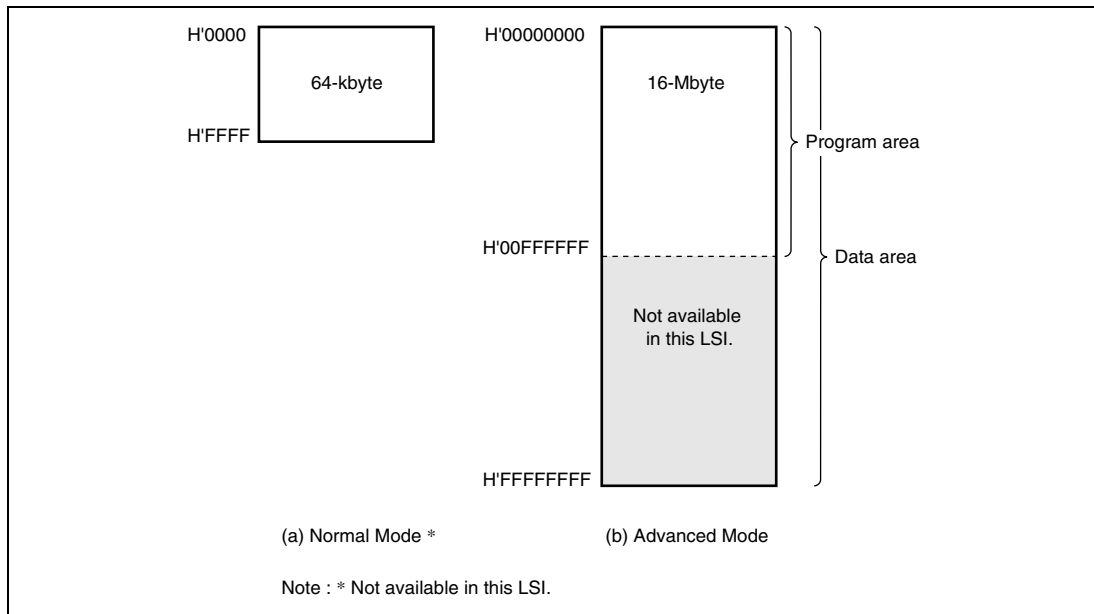 H'0000
64-kbyte
H'FFFF
H'00000000
16-Mbyte
Program area
H'00FFFFFF
Data area
Not available
in this LSI.
H'FFFFFFFF
(a) Normal Mode *
(b) Advanced Mode
Note : * Not available in this LSI.